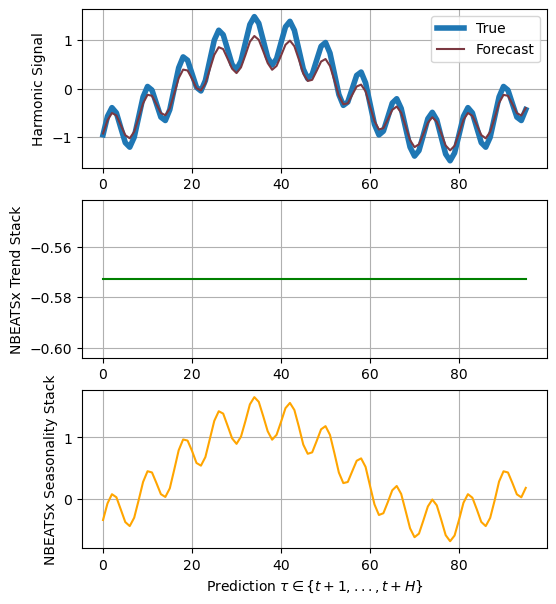 Harmonic Signal
1
0
−1
True
Forecast
0 20 40 60 80
NBEATSx Trend Stack
−0.56
−0.58
−0.60
0 20 40 60 80
NBEATSx Seasonality Stack
1
0
0 20 40 60 80
Prediction τ ∈ {t + 1, . . . , t + H}